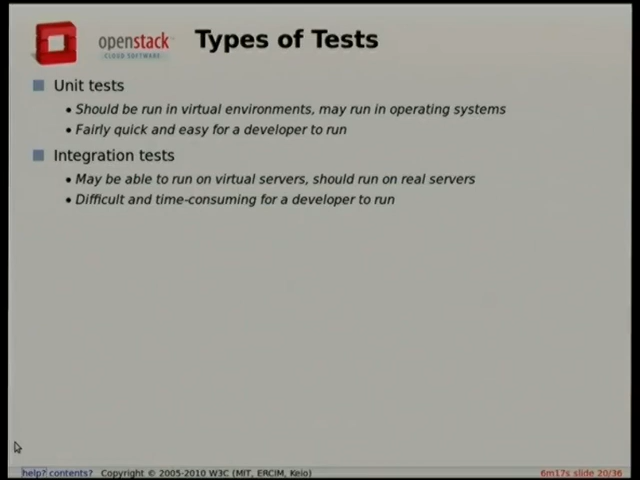 openstack
CLOUD SOFTWARE
Types of Tests
Unit tests
• Should be run in virtual environments, may run in operating systems
• Fairly quick and easy for a developer to run
Integration tests
• May be able to run on virtual servers, should run on real servers
• Difficult and time-consuming for a developer to run
help? contents? Copyright © 2005-2010 W3C (MIT, ERCIM, Keio)
6m17s slide 20/36